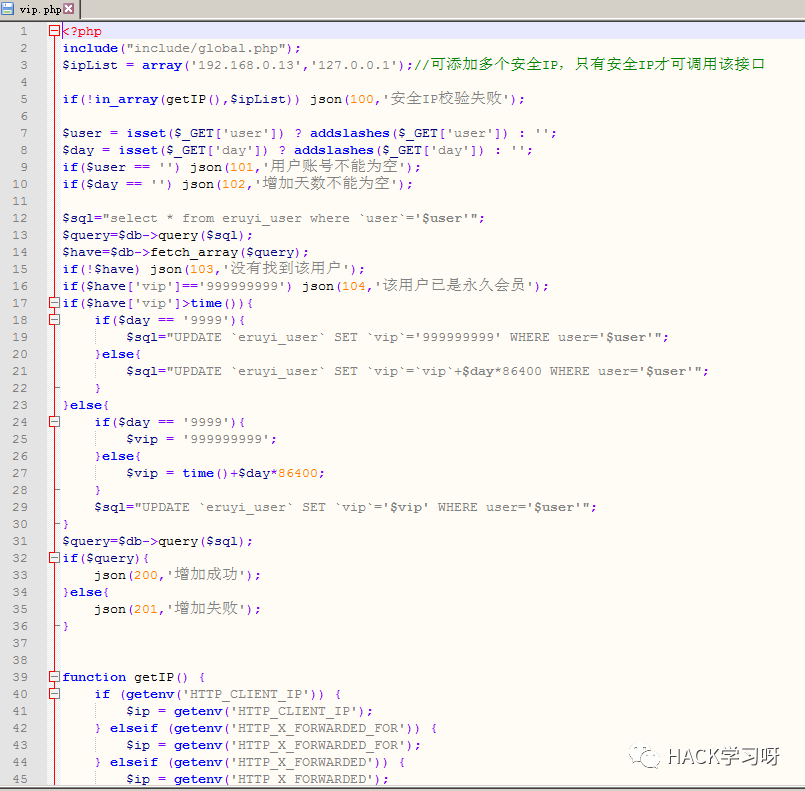 vip.php
1 <?php
2 include("include/global.php");
3 $ipList = array('192.168.0.13','127.0.0.1');//可添加多个安全IP，只有安全IP才可调用该接口
4
5 if(!in_array(getIP(),$ipList)) json(100,'安全IP校验失败');
6
7 $user = isset($_GET['user']) ? addslashes($_GET['user']) : '';
8 $day = isset($_GET['day']) ? addslashes($_GET['day']) : '';
9 if($user == '') json(101,'用户账号不能为空');
10 if($day == '') json(102,'增加天数不能为空');
11
12 $sql="select * from eruyi_user where `user`='$user'";
13 $query=$db->query($sql);
14 $have=$db->fetch_array($query);
15 if(!$have) json(103,'没有找到该用户');
16 if($have['vip']=='999999999') json(104,'该用户已是永久会员');
17 if($have['vip']>time()){
18 if($day == '9999'){
19 $sql="UPDATE `eruyi_user` SET `vip`='999999999' WHERE user='$user'";
20 }else{
21 $sql="UPDATE `eruyi_user` SET `vip`=`vip`+$day*86400 WHERE user='$user'";
22 }
23 }else{
24 if($day == '9999'){
25 $vip = '999999999';
26 }else{
27 $vip = time()+$day*86400;
28 }
29 $sql="UPDATE `eruyi_user` SET `vip`='$vip' WHERE user='$user'";
30 }
31 $query=$db->query($sql);
32 if($query){
33 json(200,'增加成功');
34 }else{
35 json(201,'增加失败');
36 }
37
38
39 function getIP() {
40 if (getenv('HTTP_CLIENT_IP')) {
41 $ip = getenv('HTTP_CLIENT_IP');
42 } elseif (getenv('HTTP_X_FORWARDED_FOR')) {
43 $ip = getenv('HTTP_X_FORWARDED_FOR');
44 } elseif (getenv('HTTP_X_FORWARDED')) {
45 $ip = getenv('HTTP_X_FORWARDED');
HACK学习呀